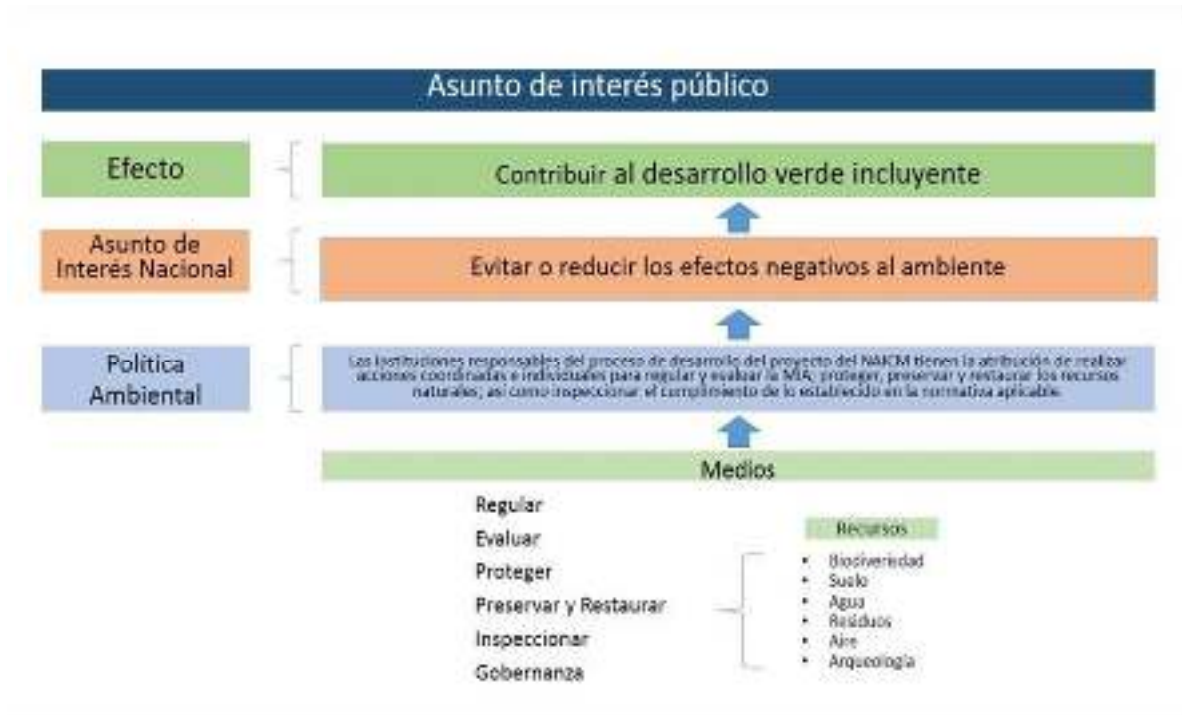 Asunto de interés público
Efecto
Contribuir al desarrollo verde incluyente
Asunto de
Interés Nacional
Evitar o reducir los efectos negativos al ambiente
Política
Ambiental
Las instituciones responsables del proceso de desarrollo del proyecto del NAICM tienen la atribución de realizar
acciones coordinadas e individuales para regular y evaluar la MIA; proteger, preservar y restaurar los recursos
naturales; así como inspeccionar el cumplimiento de lo establecido en la normativa aplicable.
Medios
Regular
Evaluar
Proteger
Preservar y Restaurar
Inspeccionar
Gobernanza
Recursos
• Biodiverisdad
• Suelo
• Agua
• Residuos
• Aire
• Arqueología